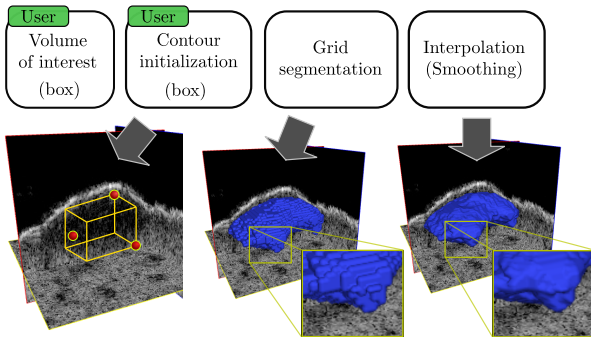 User
Volume
of interest
(box)
User
Contour
initialization
(box)
Grid
segmentation
Interpolation
(Smoothing)